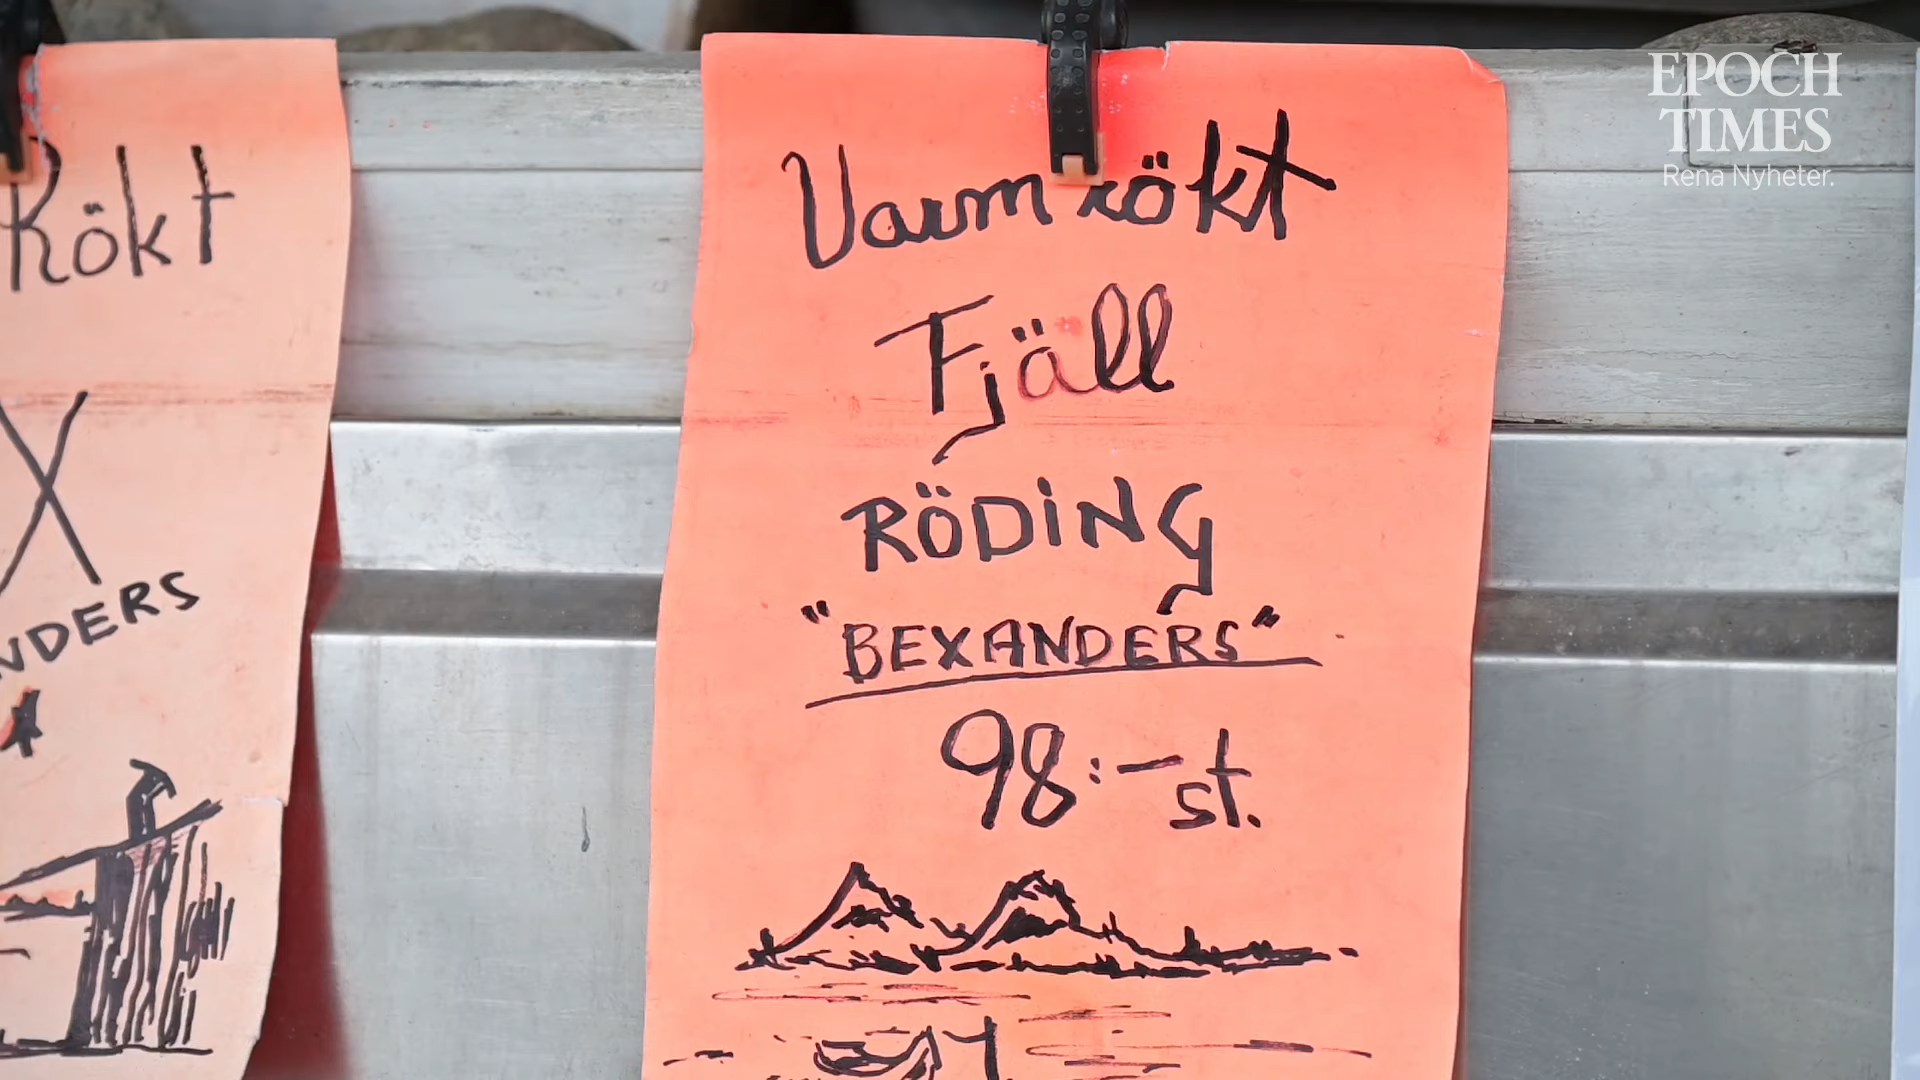 Rökt
NDERS
Varmrökt
Fjäll
RÖDING
"BEXANDERS"
98:- st.
EPOCH
TIMES
Rena Nyheter.